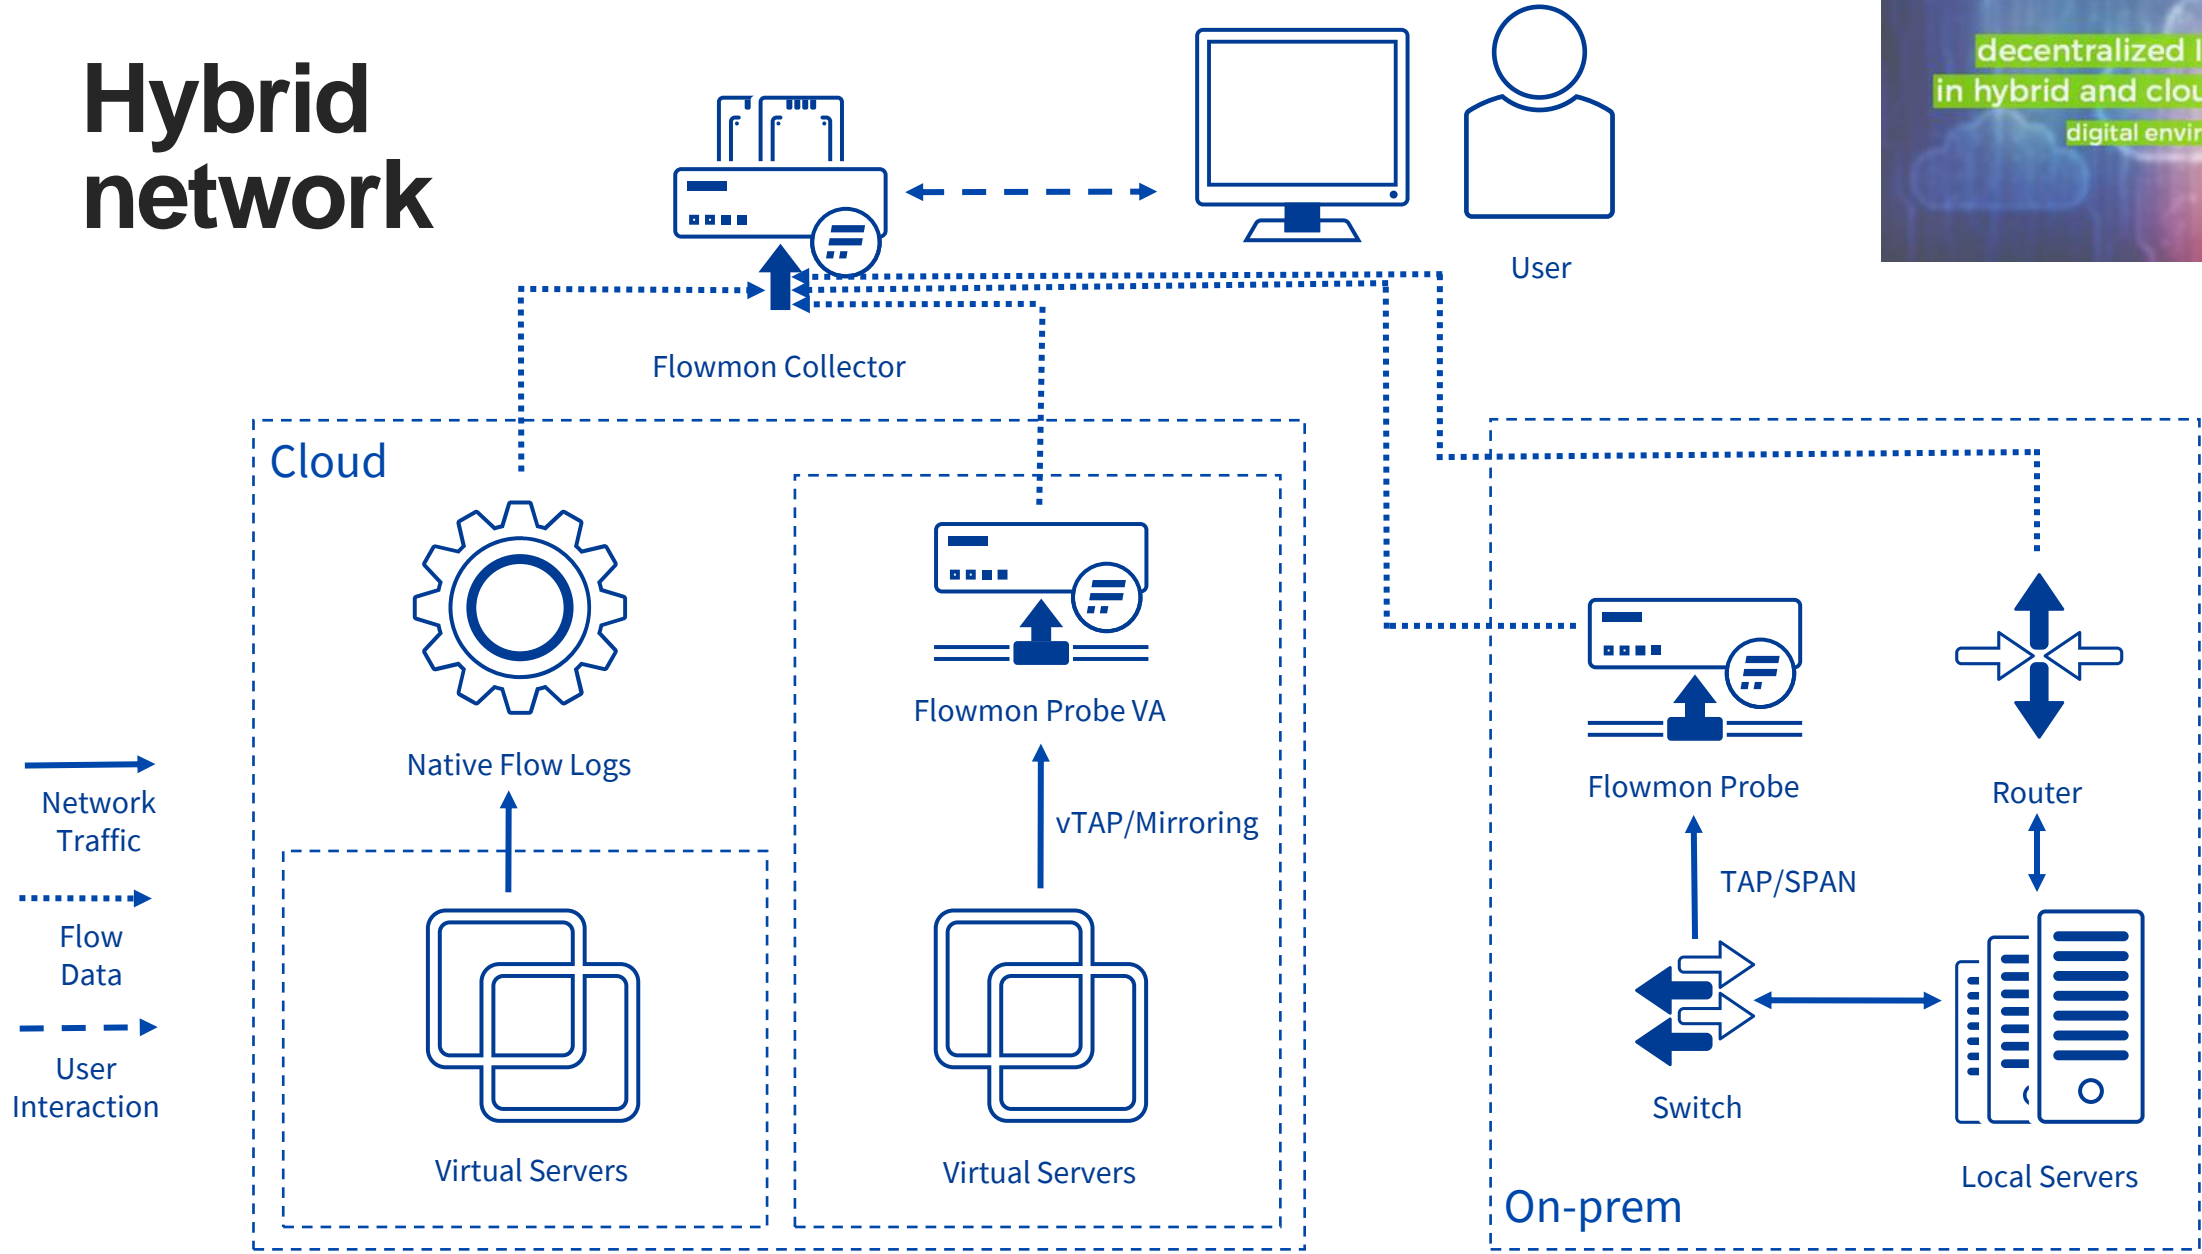 Hybrid
network
decentralized
in hybrid and
digital
User
Flowmon Collector
Cloud
Native Flow Logs
Flowmon Probe VA
vTAP/Mirroring
Virtual Servers
Virtual Servers
Network
Traffic
Flow
Data
User
Interaction
Flowmon Probe
Router
TAP/SPAN
Switch
Local Servers
On-prem